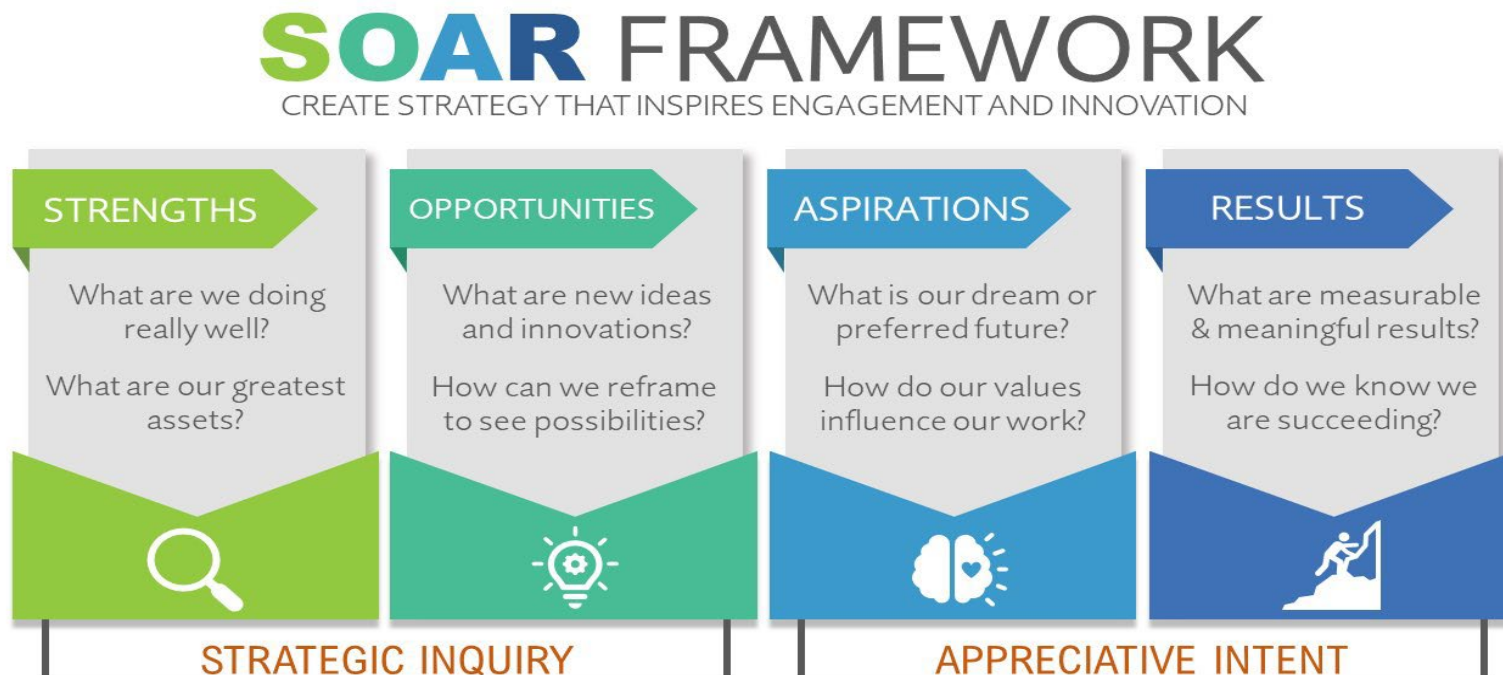 SOAR FRAMEWORK
CREATE STRATEGY THAT INSPIRES ENGAGEMENT AND INNOVATION
STRENGTHS
What are we doing
really well?
What are our greatest
assets?
OPPORTUNITIES
What are new ideas
and innovations?
How can we reframe
to see possibilities?
ASPIRATIONS
What is our dream or
preferred future?
How do our values
influence our work?
RESULTS
What are measurable
& meaningful results?
How do we know we
are succeeding?
STRATEGIC INQUIRY
APPRECIATIVE INTENT